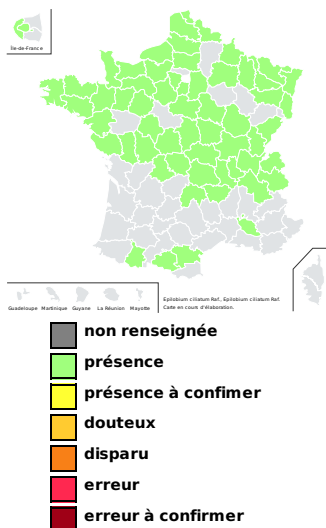 Île-de-France
Guadeloupe Martinique Guyane La Réunion Mayotte
Epilobium ciliatum Raf., Epilobium ciliatum Raf.
Carte en cours d'élaboration.
non renseignée
présence
présence à confimer
douteux
disparu
erreur
erreur à confirmer